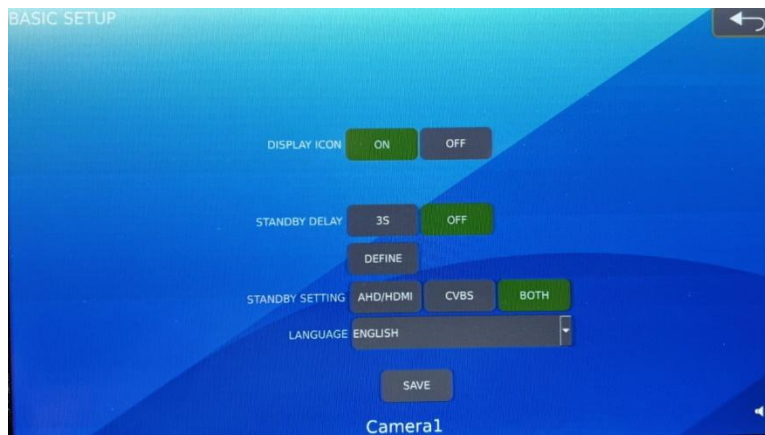 BASIC SETUP
DISPLAY ICON ON OFF
STANDBY DELAY 3S OFF
DEFINE
STANDBY SETTING AHD/HDMI CVBS BOTH
LANGUAGE ENGLISH
SAVE
Camera1